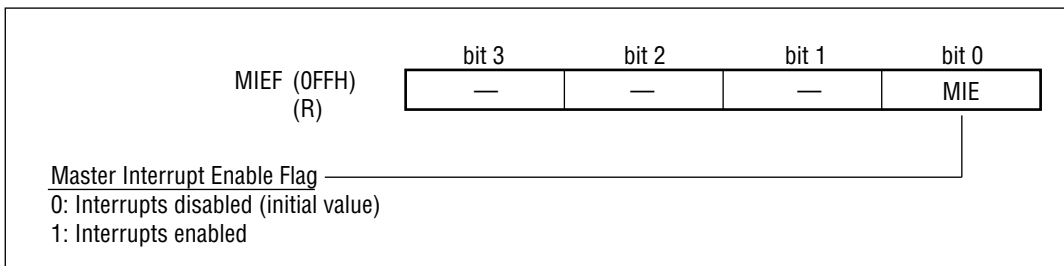 bit 3 bit 2 bit 1 bit 0
MIEF (0FFH) — — — MIE
(R)
Master Interrupt Enable Flag
0: Interrupts disabled (initial value)
1: Interrupts enabled